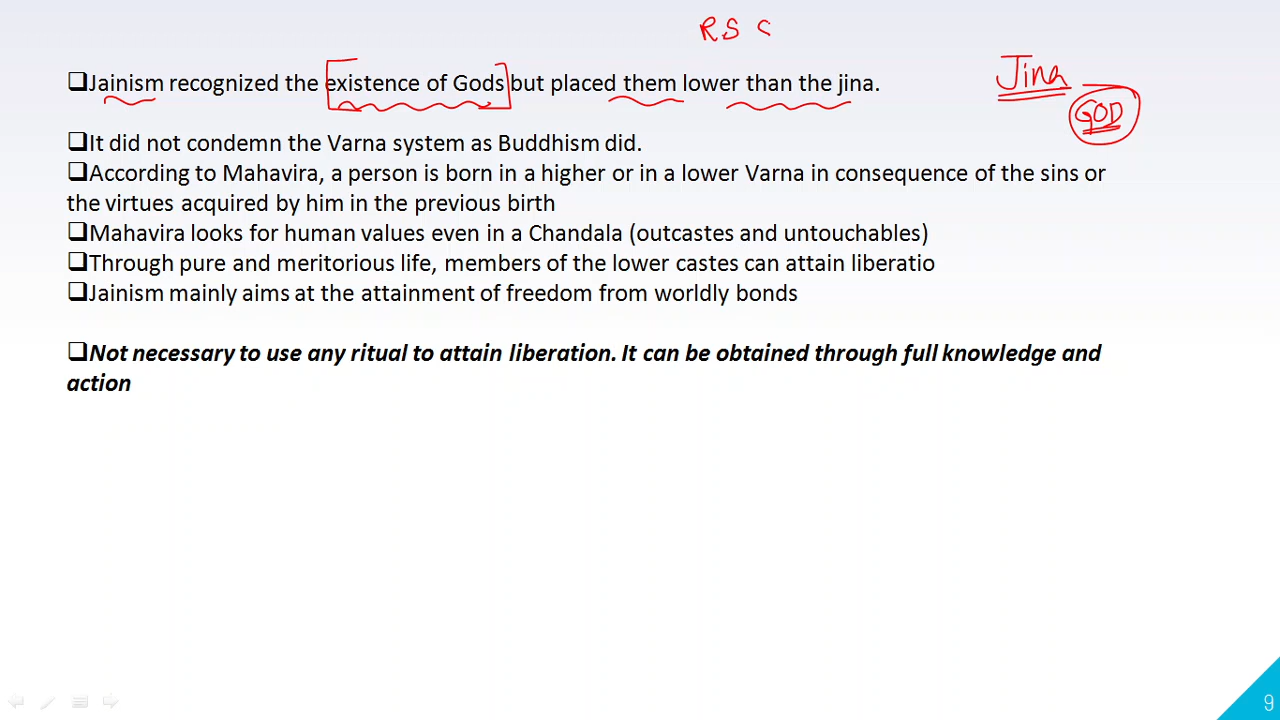 RS C
❑Jainism recognized the existence of Gods but placed them lower than the jina.
Jina
GOD
❑It did not condemn the Varna system as Buddhism did.
❑According to Mahavira, a person is born in a higher or in a lower Varna in consequence of the sins or
the virtues acquired by him in the previous birth
❑Mahavira looks for human values even in a Chandala (outcastes and untouchables)
❑Through pure and meritorious life, members of the lower castes can attain liberatio
❑Jainism mainly aims at the attainment of freedom from worldly bonds
❑Not necessary to use any ritual to attain liberation. It can be obtained through full knowledge and
action
9